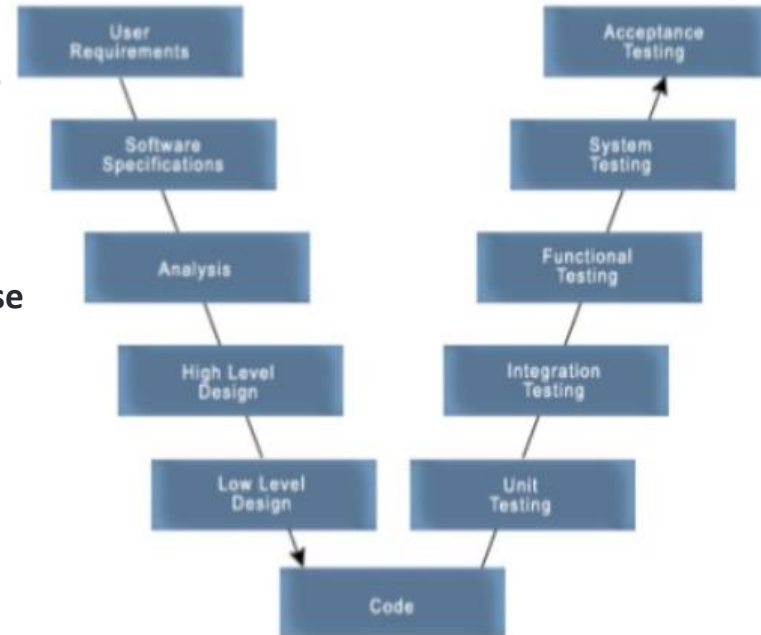 User
Requirements
Acceptance
Testing
Software
Specifications
System
Testing
Analysis
Functional
Testing
se
High Level
Design
Integration
Testing
Low Level
Design
Unit
Testing
Code